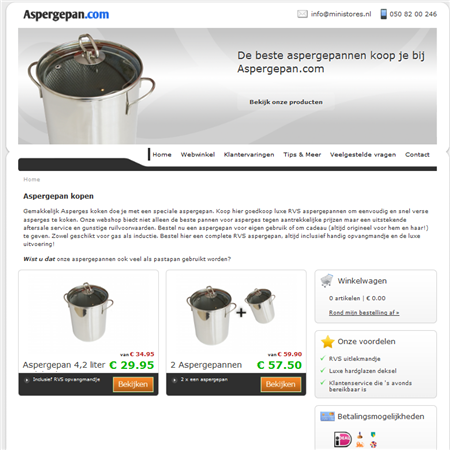 Aspergepan.com
info@ministores.nl
050 82 00 246
De beste aspergepannen koop je bij
Aspergepan.com
Bekijk onze producten
Home Webwinkel Klantervaringen Tips & Meer Veelgestelde vragen Contact
Home
Aspergepan kopen
Gemakkelijk Asperges koken doe je met een speciale aspergepan. Koop hier goedkoop luxe RVS aspergepannen om eenvoudig en snel verse
asperges te koken. Onze webshop biedt niet alleen de beste pannen voor asperges tegen aantrekkelijke prijzen maar een uitstekende
aftersale service en gunstige ruilvoorwaarden. Bestel nu een aspergepan voor eigen gebruik of om cadeau (altijd origineel voor hem en haar!)
te geven. Zowel geschikt voor gas als inductie. Bestel hier een complete RVS aspergepan, altijd inclusief handig opvangmandje en de luxe
uitvoering!
Wist u dat onze aspergepannen ook veel als pastapan gebruikt worden?
van € 34.95
Aspergepan 4,2 liter € 29.95
Inclusief RVS opvangmandje
Bekijken
+
van € 59.90
2 Aspergepannen € 57.50
2 x een aspergepan
Bekijken
Winkelwagen
0 artikelen | € 0.00
Rond mijn bestelling af »
Onze voordelen
RVS uitlekmandje
Luxe hardglazen deksel
Klantenservice die 's avonds
bereikbaar is
Betalingsmogelijkheden
iDEAL